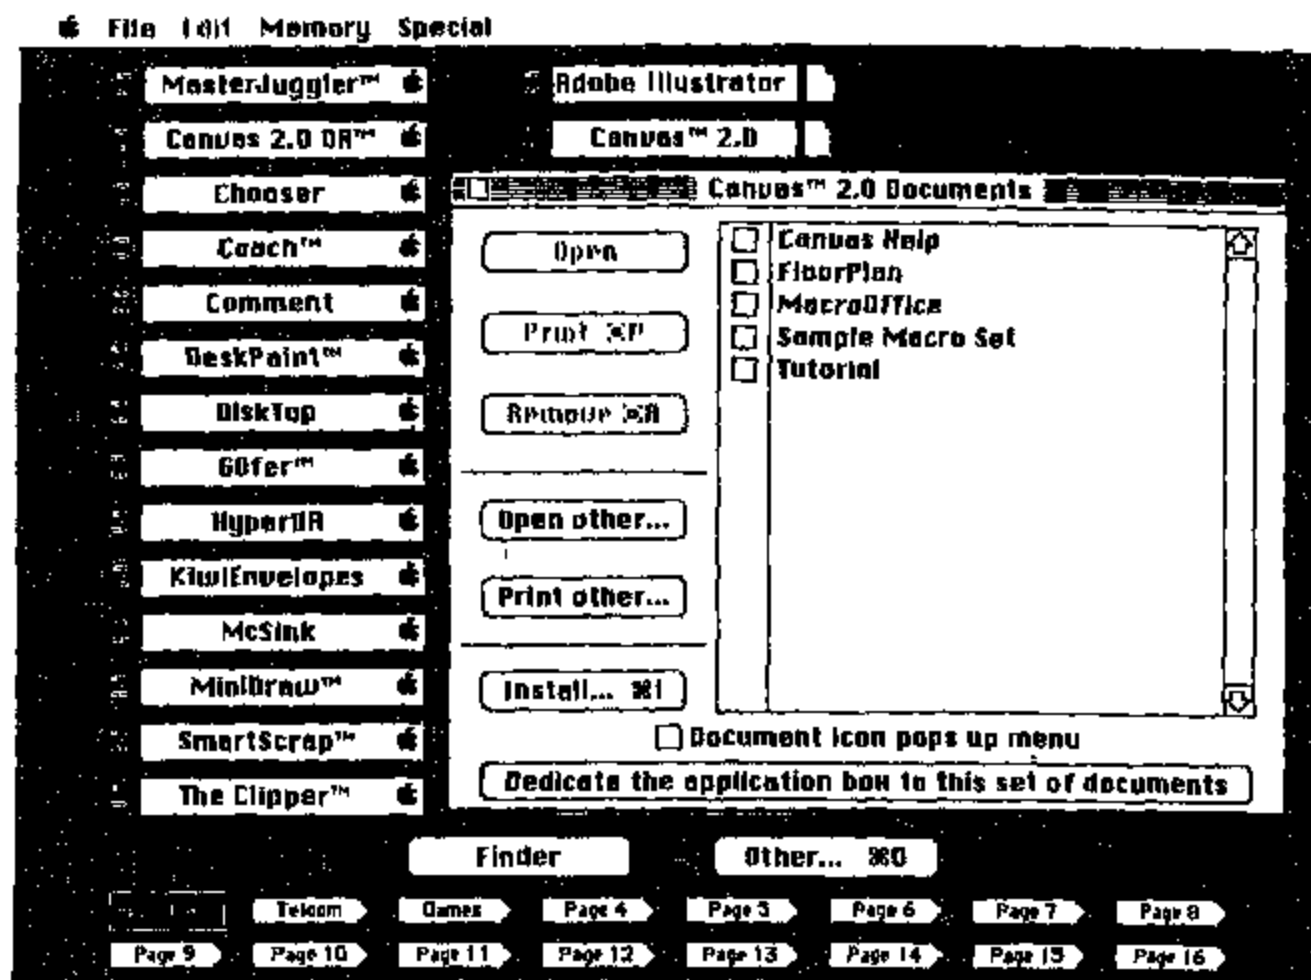 File Edit Memory Special
MasterJuggler™
Canvas 2.0 DA™
Chooser
Coach™
Comment
DeskPaint™
DiskTop
GOfer™
HyperDA
KiwiEnvelopes
McSink
MiniDraw™
SmartScrap™
The Clipper™
Adobe Illustrator
Canvas™ 2.0
Canvas™ 2.0 Documents
Open
Print ⌘P
Remove ⌘R
Open other...
Print other...
Install... ⌘I
Canvas Help
FloorPlan
MacroOffice
Sample Macro Set
Tutorial
Document icon pops up menu
Dedicate the application box to this set of documents
Finder
Other... ⌘O
Telcom Games Page 4 Page 5 Page 6 Page 7 Page 8
Page 9 Page 10 Page 11 Page 12 Page 13 Page 14 Page 15 Page 16